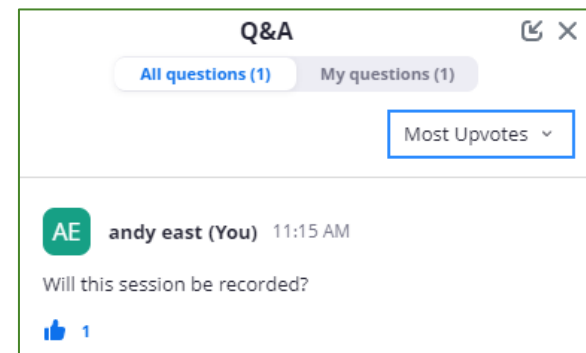 Q&A
All questions (1) My questions (1)
Most Upvotes
AE andy east (You) 11:15 AM
Will this session be recorded?
1